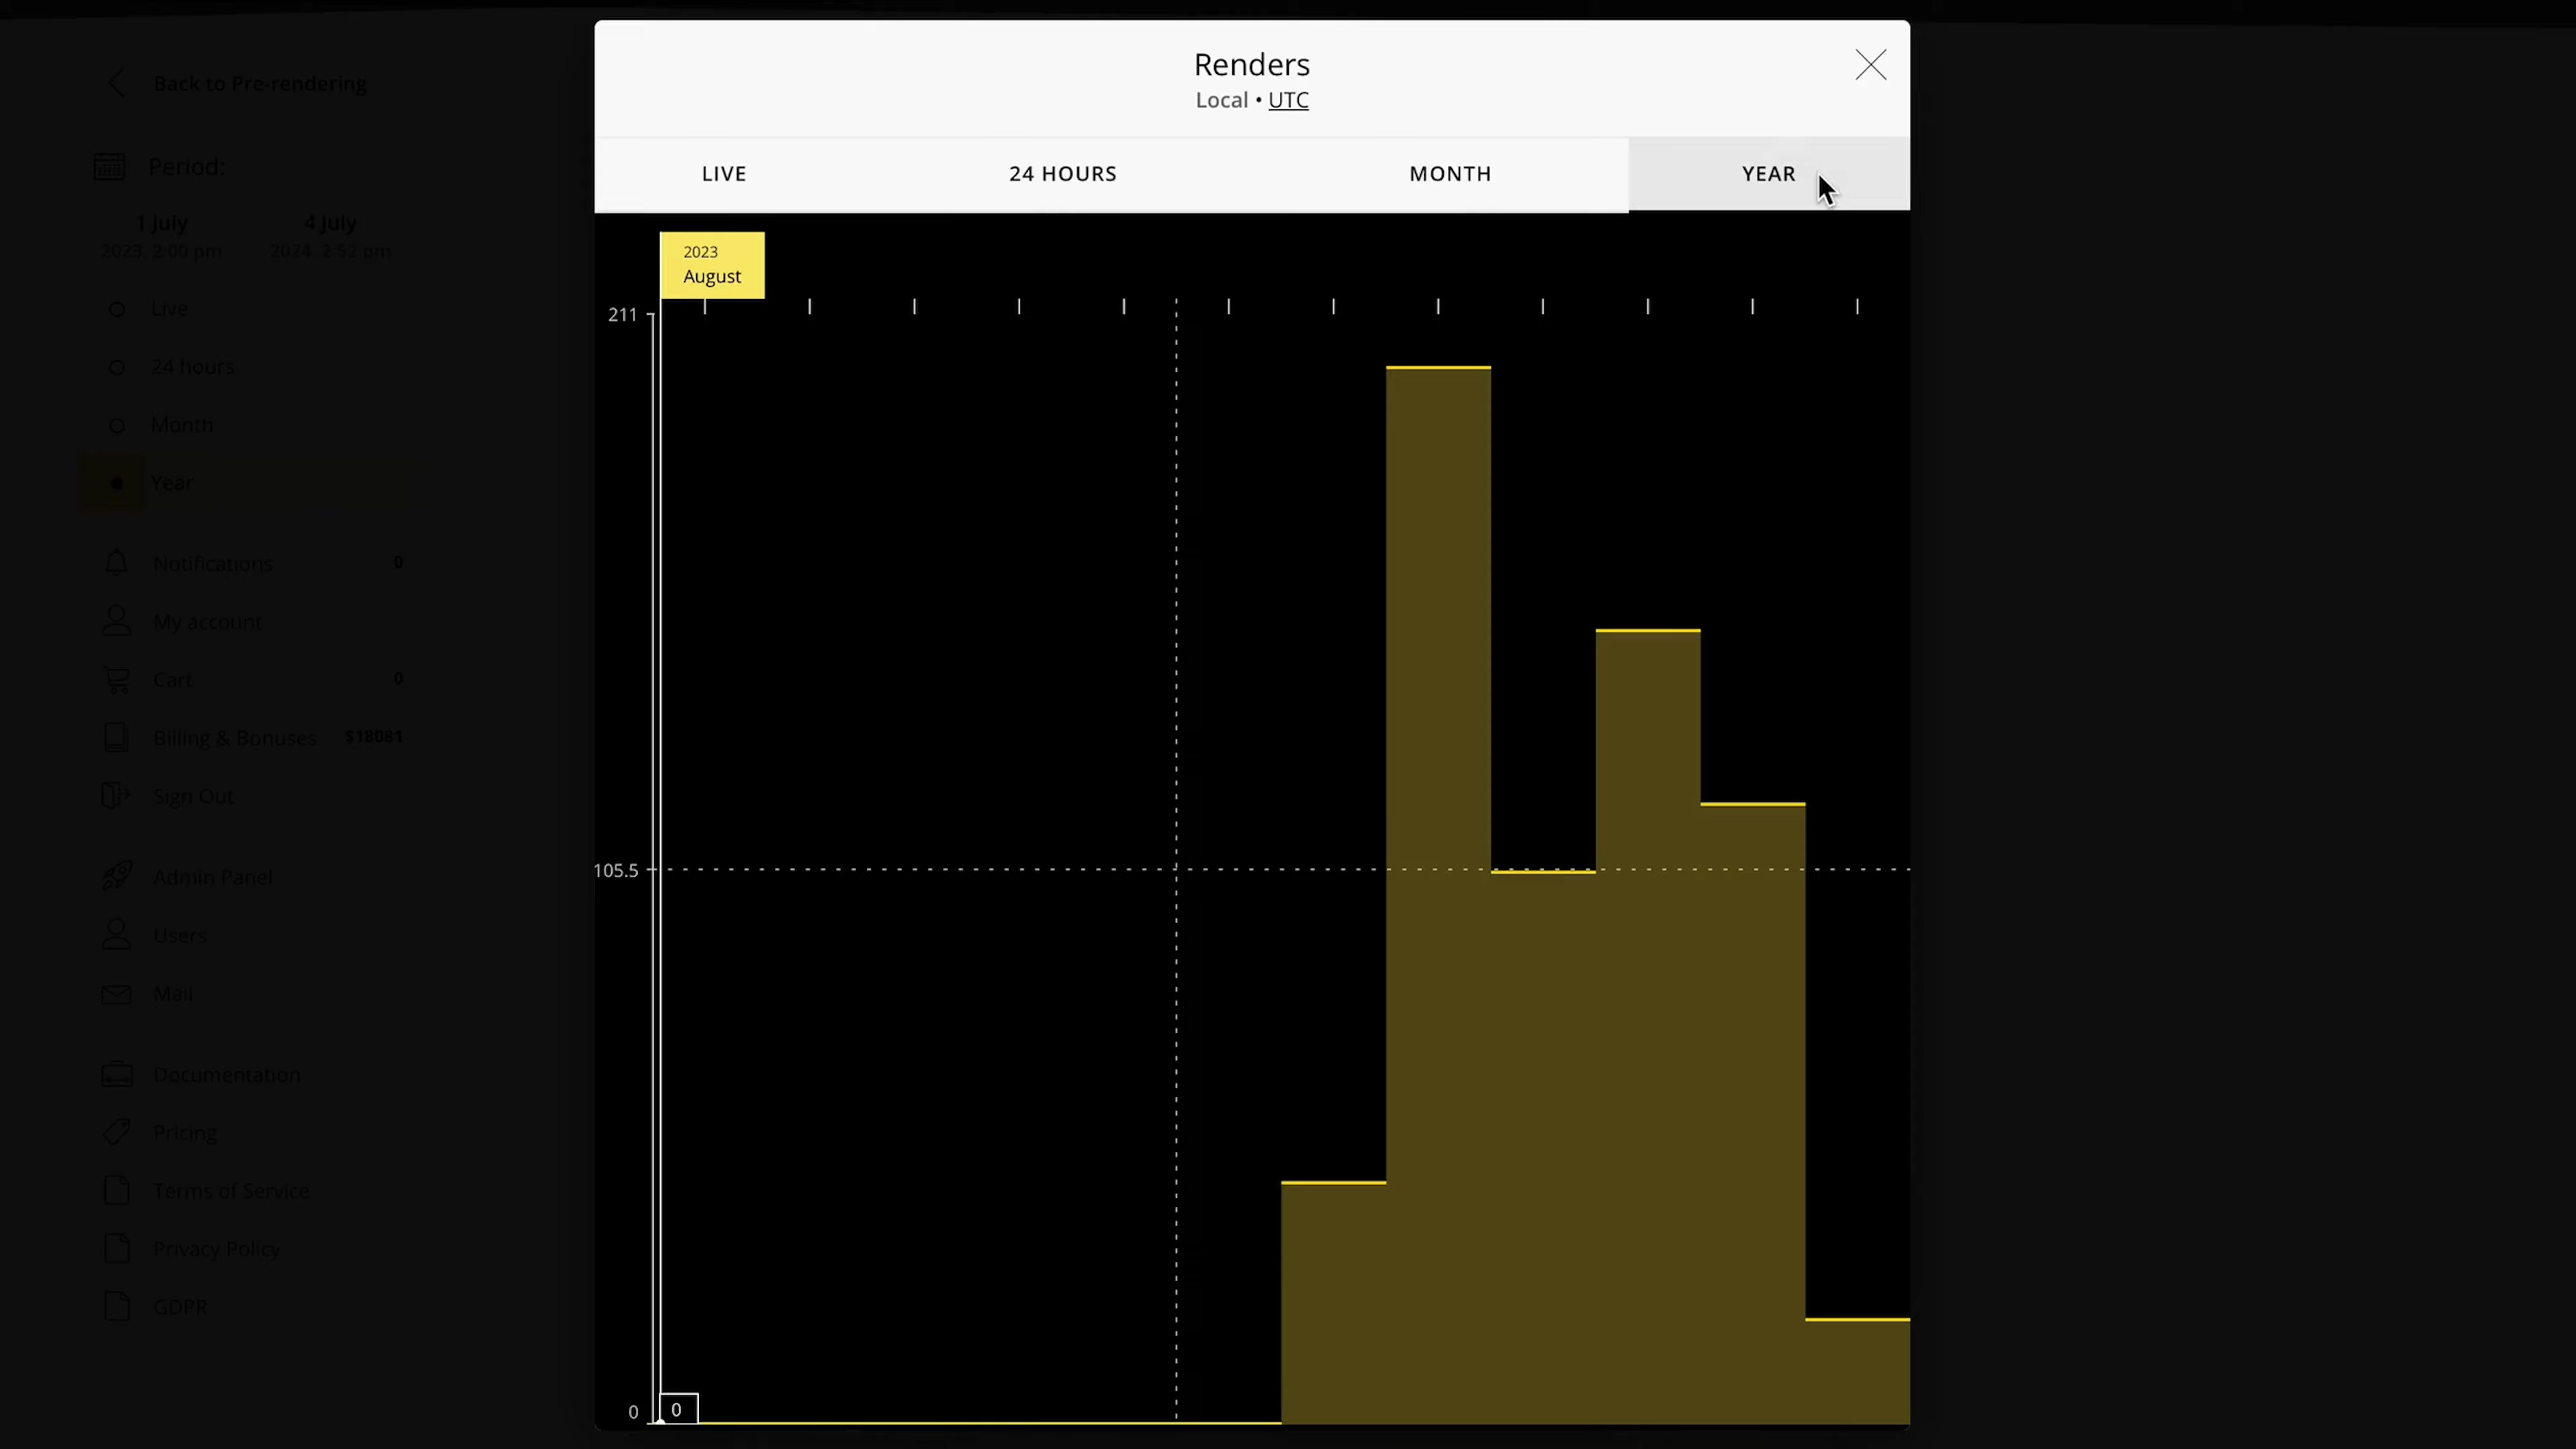 Back to Pre-rendering
Period:
1 July
4 July
2023 2:00 pm
2024 2:52 pm
Live
24 hours
Month
Year
Notifications 0
My account
Cart 0
Billing & Bonuses $18081
Sign Out
Admin Panel
Users
Mail
Documentation
Pricing
Terms of Service
Privacy Policy
GDPR
Renders
Local • UTC
LIVE
24 HOURS
MONTH
YEAR
2023
August
211
105.5
0
0